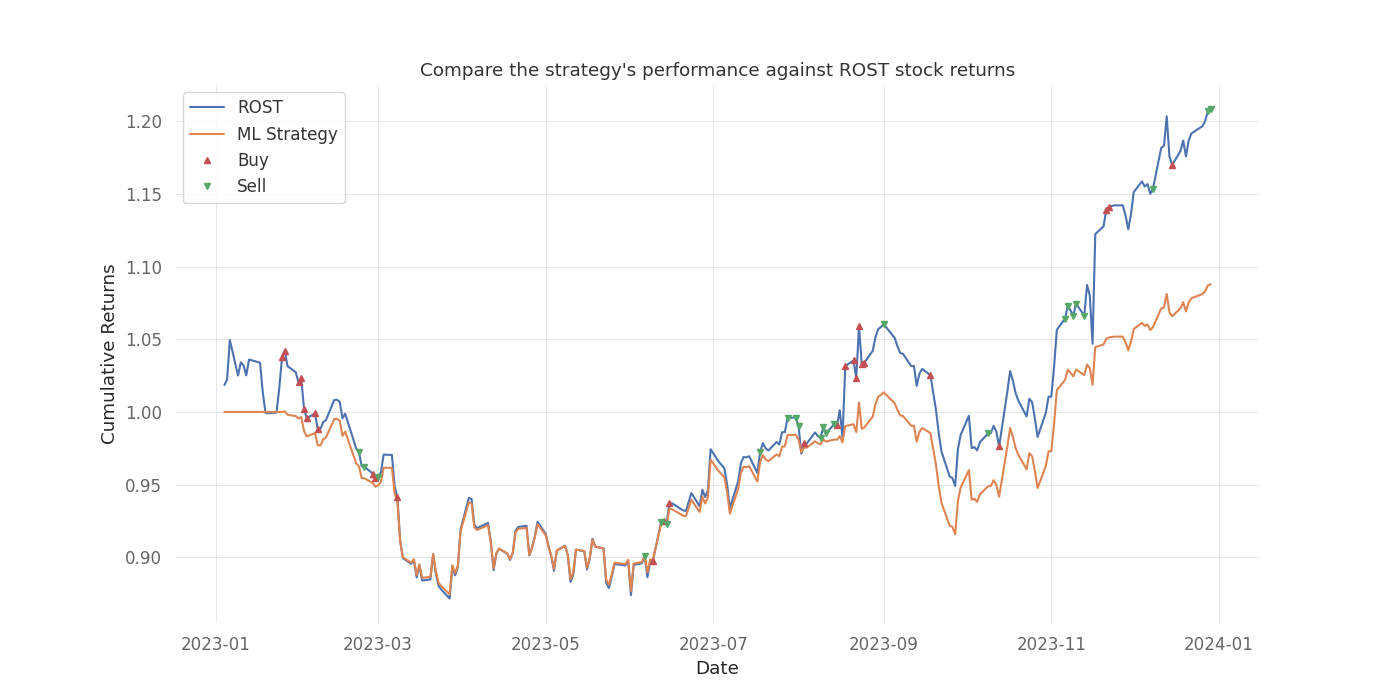 Compare the strategy's performance against ROST stock returns
ROST
ML Strategy
Buy
Sell
Cumulative Returns
1.20
1.15
1.10
1.05
1.00
0.95
0.90
2023-01
2023-03
2023-05
2023-07
2023-09
2023-11
2024-01
Date